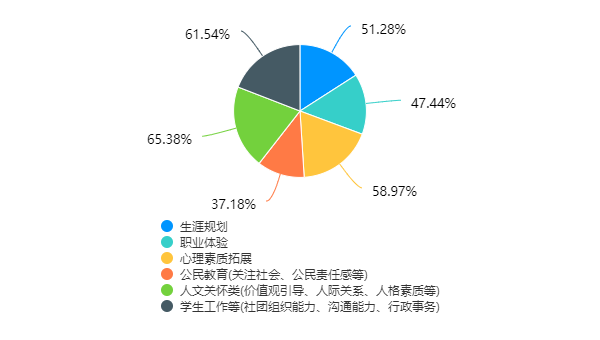 61.54%
51.28%
47.44%
65.38%
58.97%
37.18%
生涯规划
职业体验
心理素质拓展
公民教育(关注社会、公民责任感等)
人文关怀类(价值观引导、人际关系、人格素质等)
学生工作等(社团组织能力、沟通能力、行政事务)